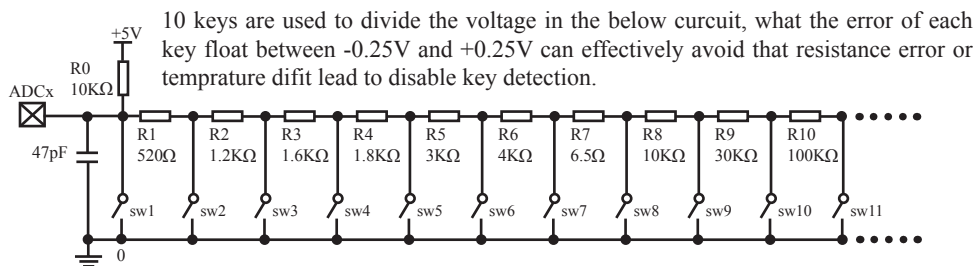 10 keys are used to divide the voltage in the below curcuit, what the error of each
key float between -0.25V and +0.25V can effectively avoid that resistance error or
temprature difit lead to disable key detection.
+5V
R0
10KΩ
ADCx
47pF
R1 R2 R3 R4 R5 R6 R7 R8 R9 R10
520Ω 1.2KΩ 1.6KΩ 1.8KΩ 3KΩ 4KΩ 6.5Ω 10KΩ 30KΩ 100KΩ
sw1 sw2 sw3 sw4 sw5 sw6 sw7 sw8 sw9 sw10 sw11
0